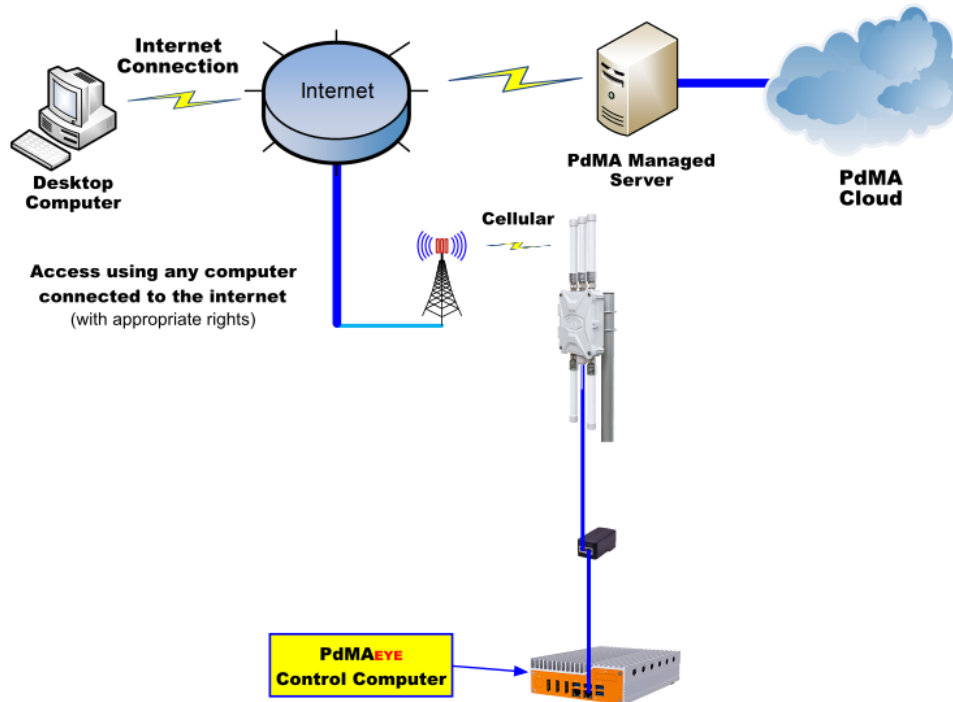 Internet
Connection
Internet
Desktop
Computer
PdMA Managed
Server
PdMA
Cloud
Cellular
Access using any computer
connected to the internet
(with appropriate rights)
PdMAEYE
Control Computer